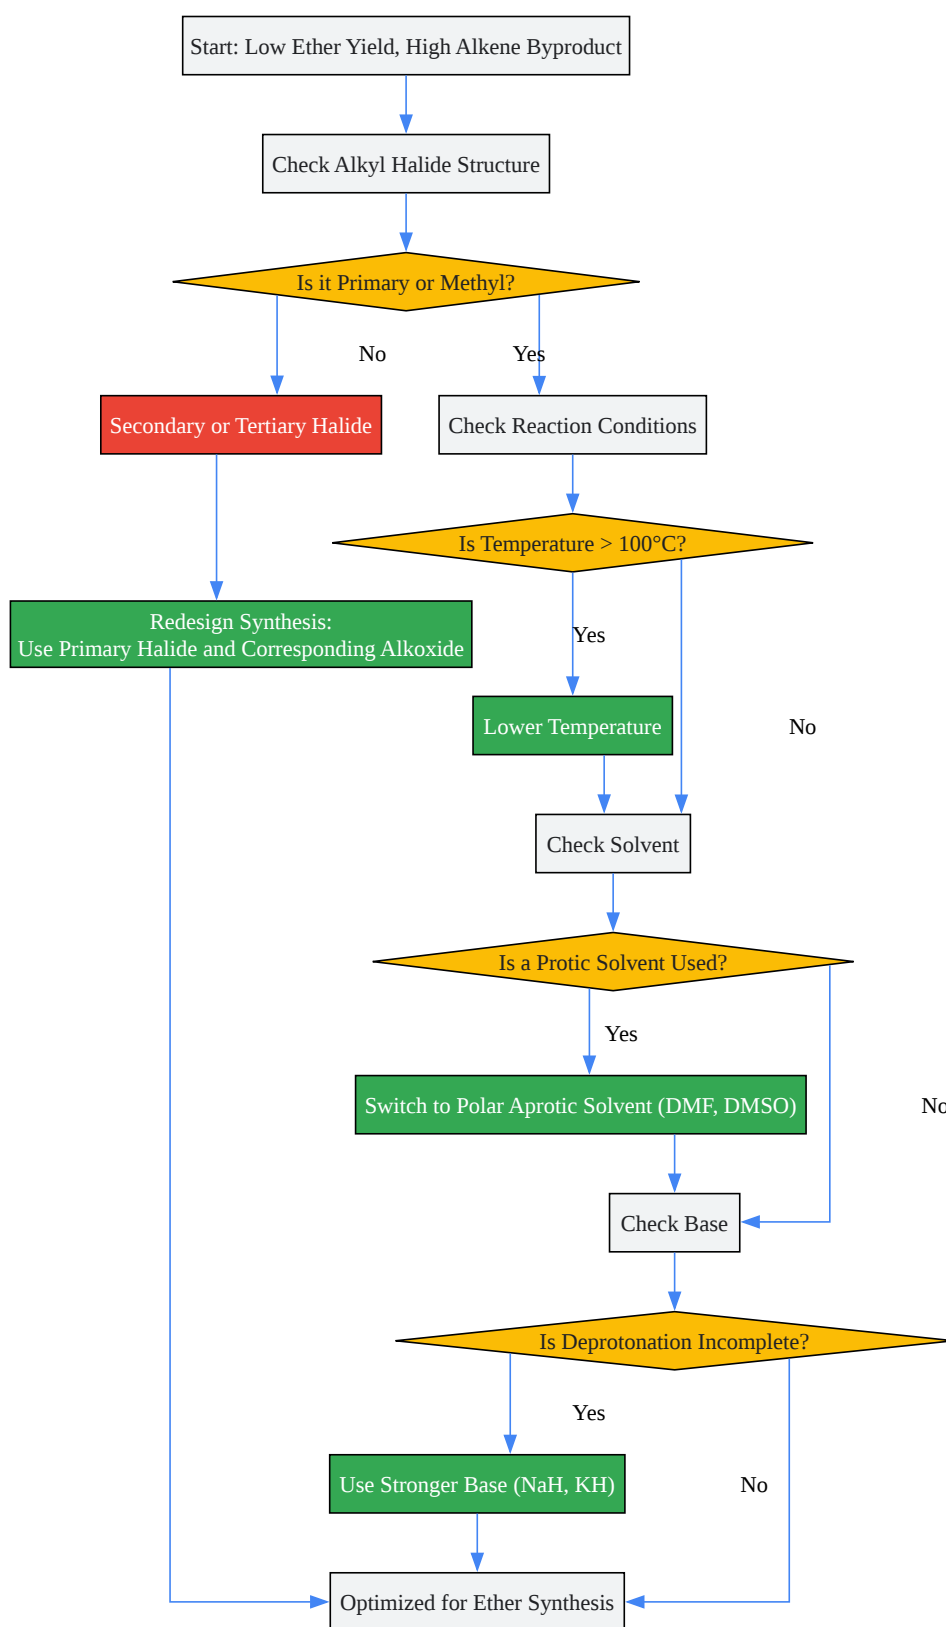 Start: Low Ether Yield, High Alkene Byproduct
Check Alkyl Halide Structure
Is it Primary or Methyl?
No
Yes
Secondary or Tertiary Halide
Check Reaction Conditions
Is Temperature > 100°C?
Redesign Synthesis:
Use Primary Halide and Corresponding Alkoxide
Yes
Lower Temperature
No
Check Solvent
Is a Protic Solvent Used?
Yes
Switch to Polar Aprotic Solvent (DMF, DMSO)
No
Check Base
Is Deprotonation Incomplete?
Yes
Use Stronger Base (NaH, KH)
No
Optimized for Ether Synthesis